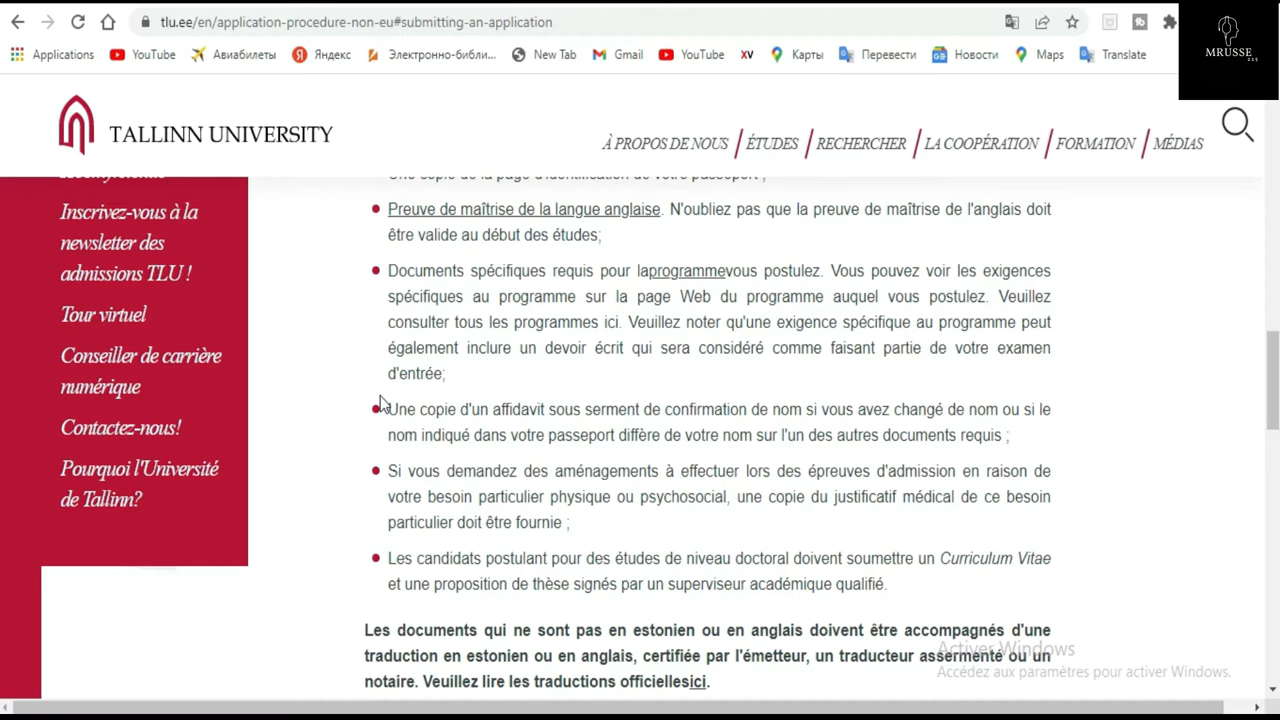 tlu.ee/en/application-procedure-non-eu#submitting-an-application
Applications YouTube Авиабилеты Яндекс Электронно-библи... New Tab Gmail YouTube XV Карты Перевести Новости Maps Translate
MRUSSE
225
TALLINN UNIVERSITY
À PROPOS DE NOUS / ÉTUDES / RECHERCHER / LA COOPÉRATION / FORMATION / MÉDIAS
Inscrivez-vous à la
newsletter des
admissions TLU !
Tour virtuel
Conseiller de carrière
numérique
Contactez-nous!
Pourquoi l'Université
de Tallinn?
Une copie de la page d'identification de votre passeport ;
Preuve de maîtrise de la langue anglaise. N'oubliez pas que la preuve de maîtrise de l'anglais doit
être valide au début des études;
Documents spécifiques requis pour laprogrammevous postulez. Vous pouvez voir les exigences
spécifiques au programme sur la page Web du programme auquel vous postulez. Veuillez
consulter tous les programmes ici. Veuillez noter qu'une exigence spécifique au programme peut
également inclure un devoir écrit qui sera considéré comme faisant partie de votre examen
d'entrée;
Une copie d'un affidavit sous serment de confirmation de nom si vous avez changé de nom ou si le
nom indiqué dans votre passeport diffère de votre nom sur l'un des autres documents requis ;
Si vous demandez des aménagements à effectuer lors des épreuves d'admission en raison de
votre besoin particulier physique ou psychosocial, une copie du justificatif médical de ce besoin
particulier doit être fournie ;
Les candidats postulant pour des études de niveau doctoral doivent soumettre un Curriculum Vitae
et une proposition de thèse signés par un superviseur académique qualifié.
Les documents qui ne sont pas en estonien ou en anglais doivent être accompagnés d'une
traduction en estonien ou en anglais, certifiée par l'émetteur, un traducteur assermenté ou un
notaire. Veuillez lire les traductions officiellesici.
Activer Windows
Accédez aux paramètres pour activer Windows.